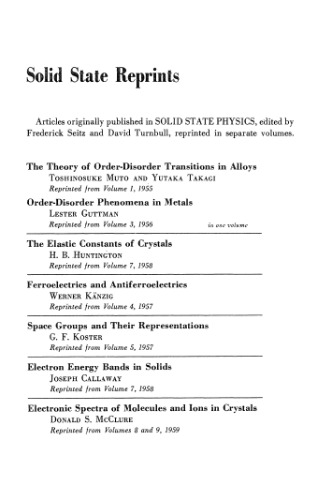 Solid State Reprints
Articles originally published in SOLID STATE PHYSICS, edited by
Frederick Seitz and David Turnbull, reprinted in separate volumes.
The Theory of Order-Disorder Transitions in Alloys
TOSHINOSUKE MUTO AND YUTAKA TAKAGI
Reprinted from Volume 1, 1955
Order-Disorder Phenomena in Metals
LESTER GUTTMAN
Reprinted from Volume 3, 1956 in one volume
The Elastic Constants of Crystals
H. B. HUNTINGTON
Reprinted from Volume 7, 1958
Ferroelectrics and Antiferroelectrics
WERNER KÄNZIG
Reprinted from Volume 4, 1957
Space Groups and Their Representations
G. F. KOSTER
Reprinted from Volume 5, 1957
Electron Energy Bands in Solids
JOSEPH CALLAWAY
Reprinted from Volume 7, 1958
Electronic Spectra of Molecules and Ions in Crystals
DONALD S. MCCLURE
Reprinted from Volumes 8 and 9, 1959